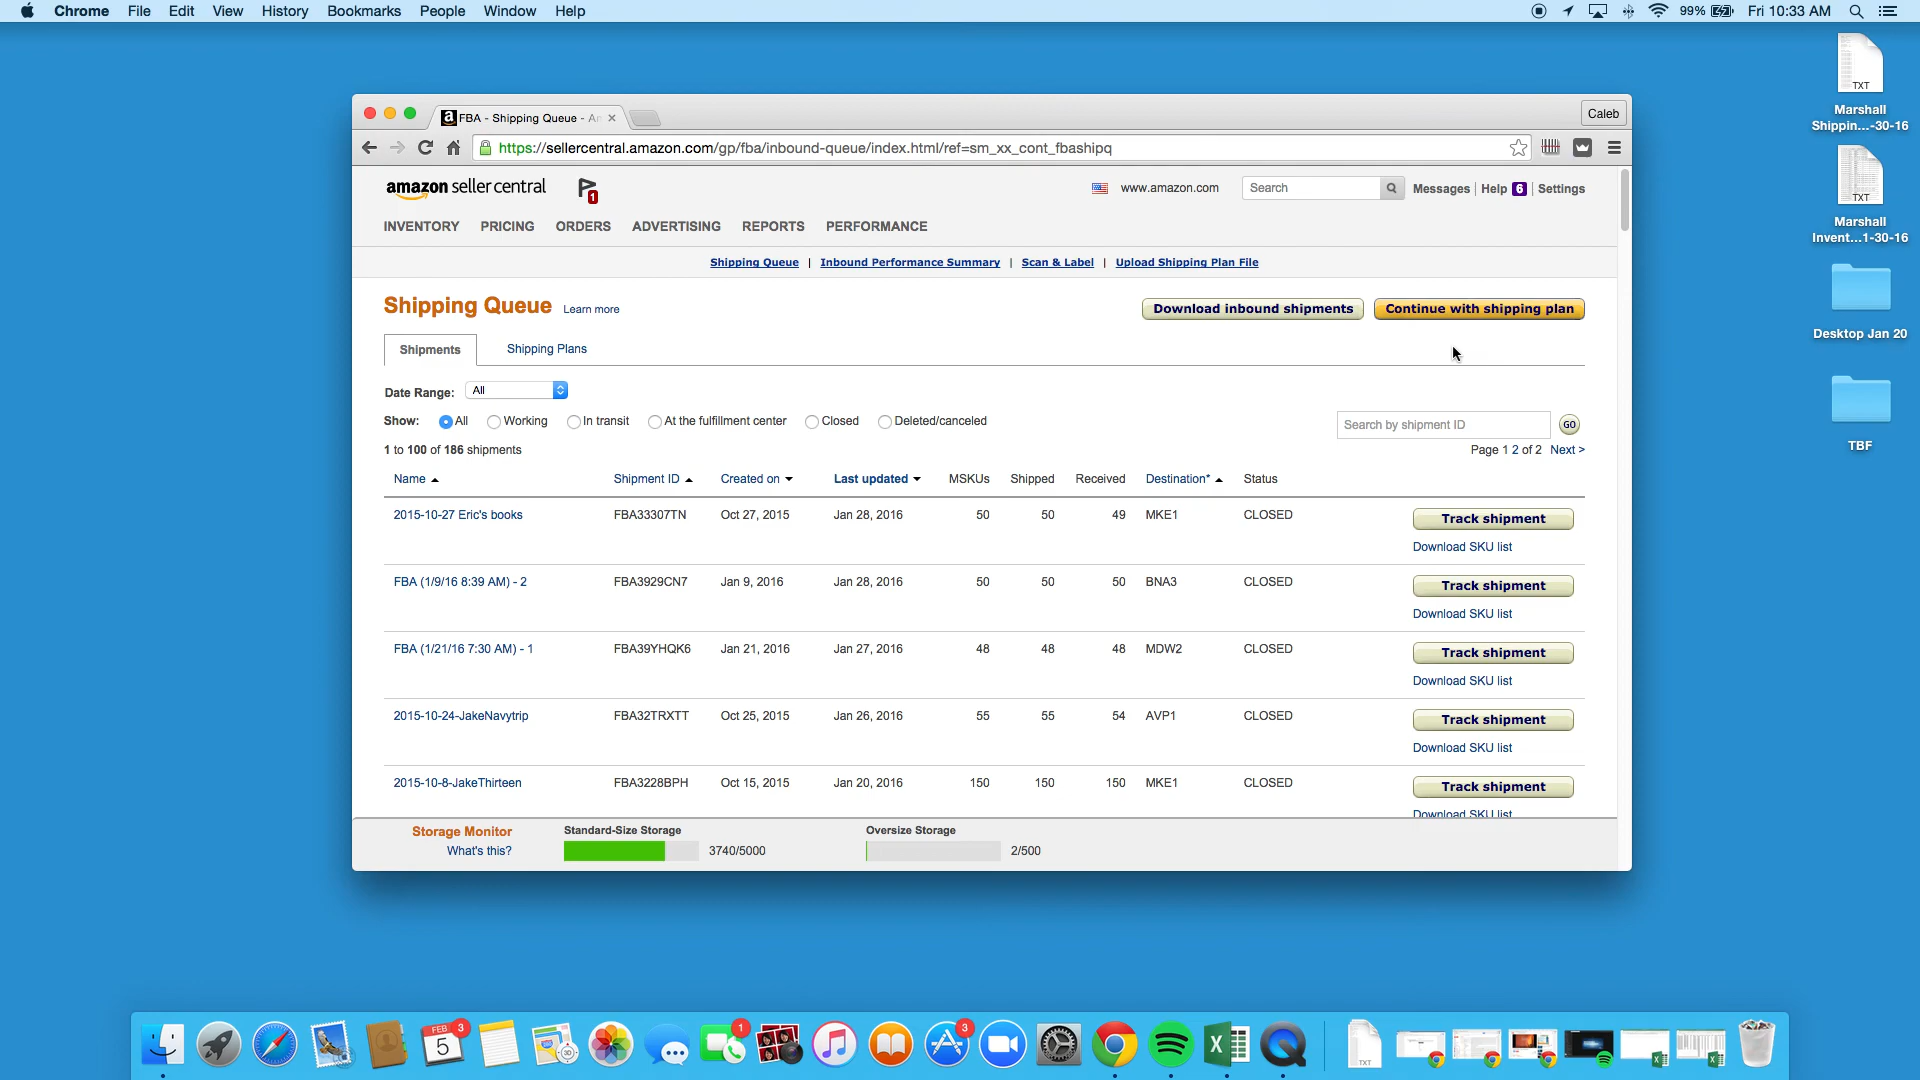 Chrome File Edit View History Bookmarks People Window Help 99% Fri 10:33 AM
TXT
Marshall
Shippin...-30-16
TXT
Marshall
Invent...1-30-16
Desktop Jan 20
TBF
FBA - Shipping Queue - Am
Caleb
https://sellercentral.amazon.com/gp/fba/inbound-queue/index.html/ref=sm_xx_cont_fbashipq
amazon seller central 1 www.amazon.com Search Messages | Help 6 | Settings
INVENTORY PRICING ORDERS ADVERTISING REPORTS PERFORMANCE
Shipping Queue | Inbound Performance Summary | Scan & Label | Upload Shipping Plan File
Shipping Queue Learn more Download inbound shipments Continue with shipping plan
Shipments Shipping Plans
Date Range: All
Show: All Working In transit At the fulfillment center Closed Deleted/canceled Search by shipment ID GO
1 to 100 of 186 shipments Page 1 2 of 2 Next >
Name Shipment ID Created on Last updated MSKUs Shipped Received Destination* Status
2015-10-27 Eric's books FBA33307TN Oct 27, 2015 Jan 28, 2016 50 50 49 MKE1 CLOSED Track shipment
Download SKU list
FBA (1/9/16 8:39 AM) - 2 FBA3929CN7 Jan 9, 2016 Jan 28, 2016 50 50 50 BNA3 CLOSED Track shipment
Download SKU list
FBA (1/21/16 7:30 AM) - 1 FBA39YHQK6 Jan 21, 2016 Jan 27, 2016 48 48 48 MDW2 CLOSED Track shipment
Download SKU list
2015-10-24-JakeNavytrip FBA32TRXTT Oct 25, 2015 Jan 26, 2016 55 55 54 AVP1 CLOSED Track shipment
Download SKU list
2015-10-8-JakeThirteen FBA3228BPH Oct 15, 2015 Jan 20, 2016 150 150 150 MKE1 CLOSED Track shipment
Download SKU list
Storage Monitor Standard-Size Storage Oversize Storage
What's this? 3740/5000 2/500
FEB 3 1 3
5
3D
TXT